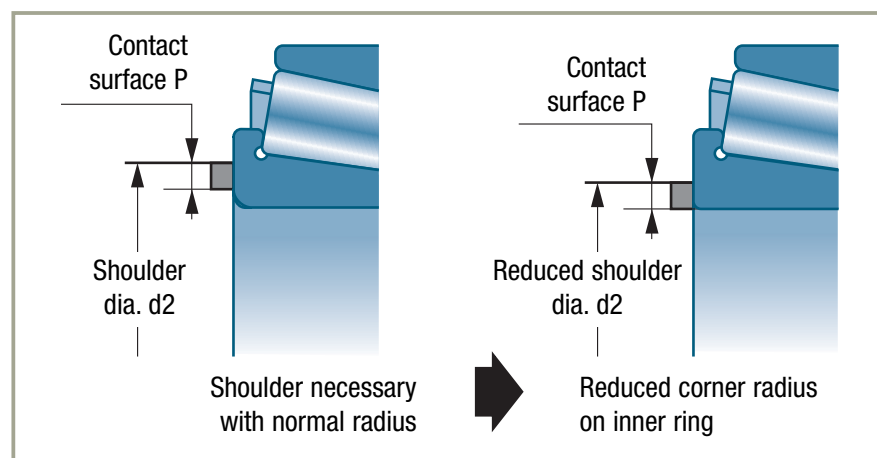 Contact
surface P
Shoulder
dia. d2
Shoulder necessary
with normal radius
Contact
surface P
Reduced shoulder
dia. d2
Reduced corner radius
on inner ring